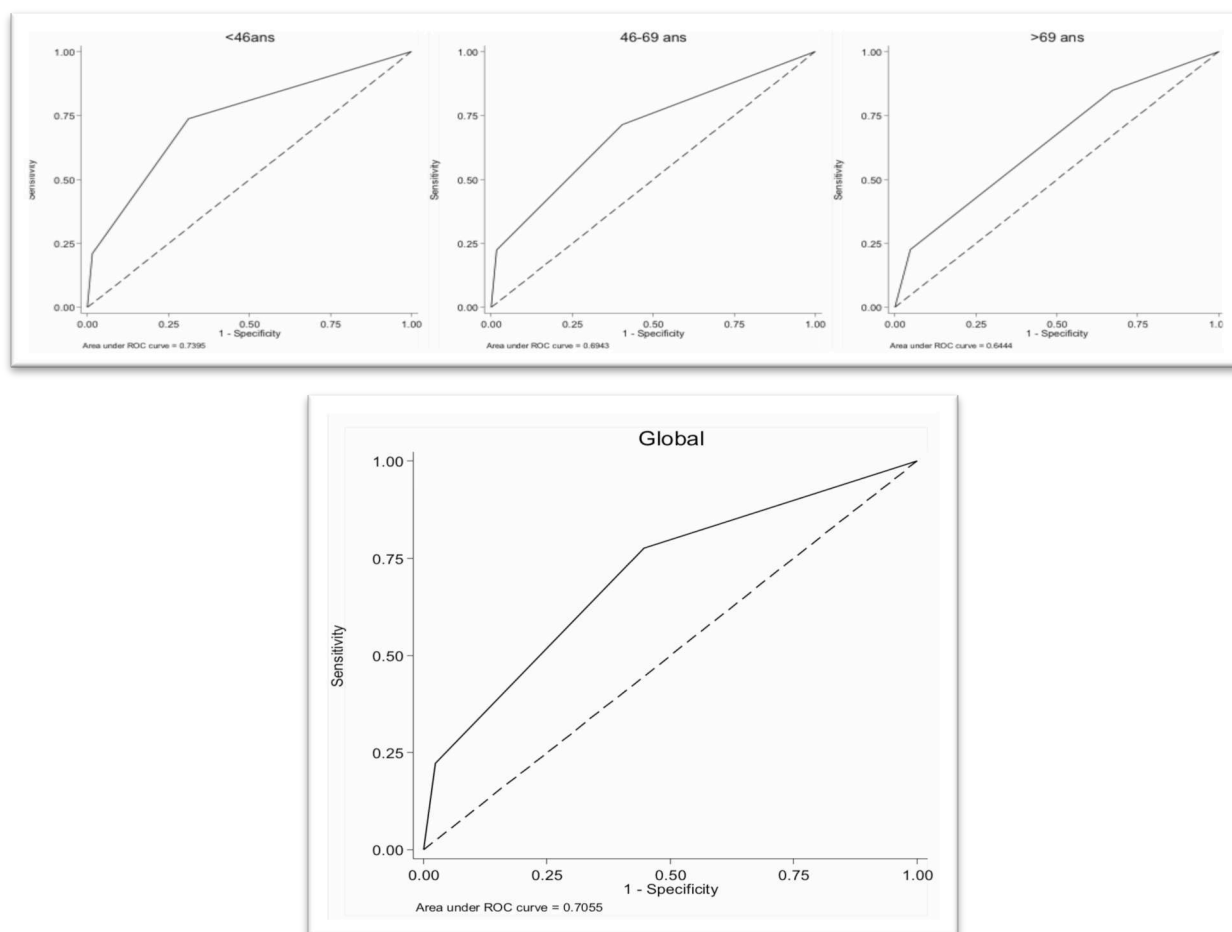 <46ans
1.00
0.75
0.50
0.25
0.00
Sensitivity
0.00 0.25 0.50 0.75 1.00
1 - Specificity
Area under ROC curve = 0.7395
46-69 ans
1.00
0.75
0.50
0.25
0.00
Sensitivity
0.00 0.25 0.50 0.75 1.00
1 - Specificity
Area under ROC curve = 0.6943
>69 ans
1.00
0.75
0.50
0.25
0.00
Sensitivity
0.00 0.25 0.50 0.75 1.0
1 - Specificity
Area under ROC curve = 0.6444
Global
1.00
0.75
0.50
0.25
0.00
Sensitivity
0.00 0.25 0.50 0.75 1.00
1 - Specificity
Area under ROC curve = 0.7055